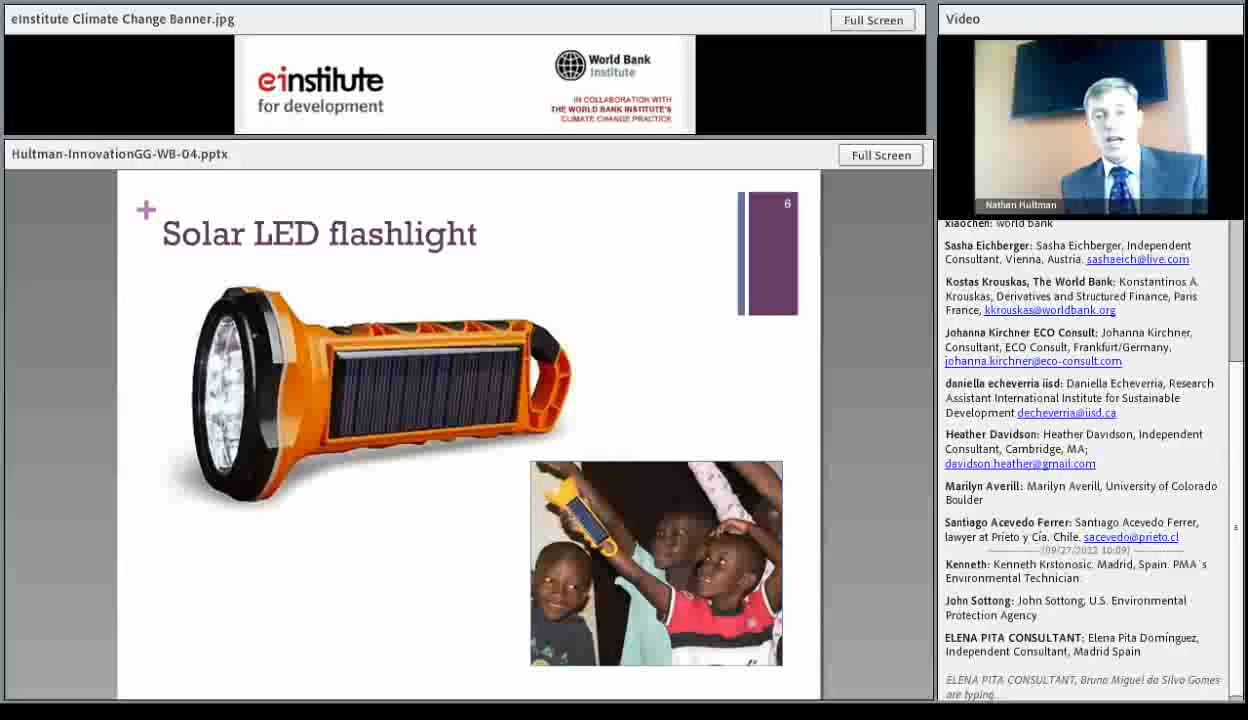 eInstitute Climate Change Banner.jpg
Full Screen
einstitute
for development
World Bank
Institute
IN COLLABORATION WITH
THE WORLD BANK INSTITUTE'S
CLIMATE CHANGE PRACTICE
Hultman-InnovationGG-WB-04.pptx
Full Screen
+
Solar LED flashlight
6
Video
Nathan Hultman
xiaochen: world bank
Sasha Eichberger: Sasha Eichberger, Independent
Consultant, Vienna, Austria. sashaeich@live.com
Kostas Krouskas, The World Bank: Konstantinos A.
Krouskas, Derivatives and Structured Finance, Paris
France, kkrouskas@worldbank.org
Johanna Kirchner ECO Consult: Johanna Kirchner,
Consultant, ECO Consult, Frankfurt/Germany,
johanna.kirchner@eco-consult.com
daniella echeverria iisd: Daniella Echeverria, Research
Assistant International Institute for Sustainable
Development decheverria@iisd.ca
Heather Davidson: Heather Davidson, Independent
Consultant, Cambridge, MA;
davidson.heather@gmail.com
Marilyn Averill: Marilyn Averill, University of Colorado
Boulder
Santiago Acevedo Ferrer: Santiago Acevedo Ferrer,
lawyer at Prieto y Cía. Chile. sacevedo@prieto.cl
(09/27/2012 10:09)
Kenneth: Kenneth Krstonosic. Madrid, Spain. PMA´s
Environmental Technician
John Sottong: John Sottong, U.S. Environmental
Protection Agency
ELENA PITA CONSULTANT: Elena Pita Domínguez,
Independent Consultant, Madrid Spain
ELENA PITA CONSULTANT, Bruno Miguel da Silva Gomes
are typing